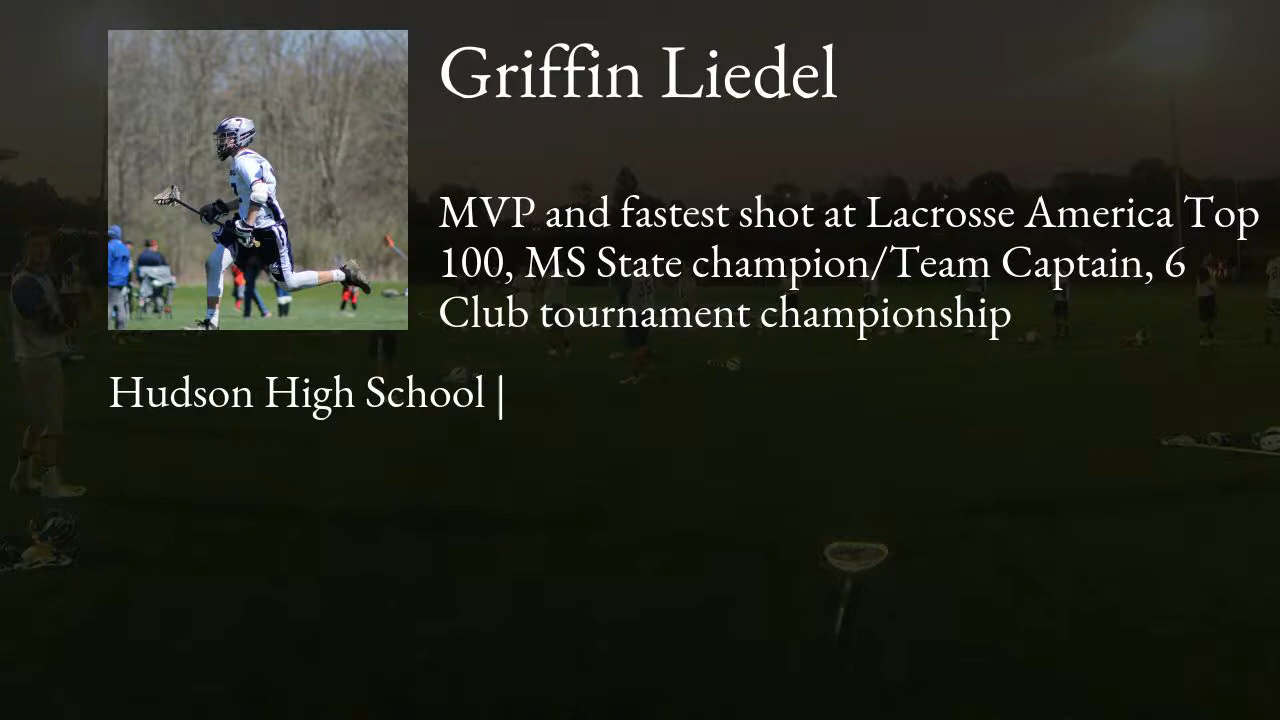 Griffin Liedel
MVP and fastest shot at Lacrosse America Top
100, MS State champion/Team Captain, 6
Club tournament championship
Hudson High School |